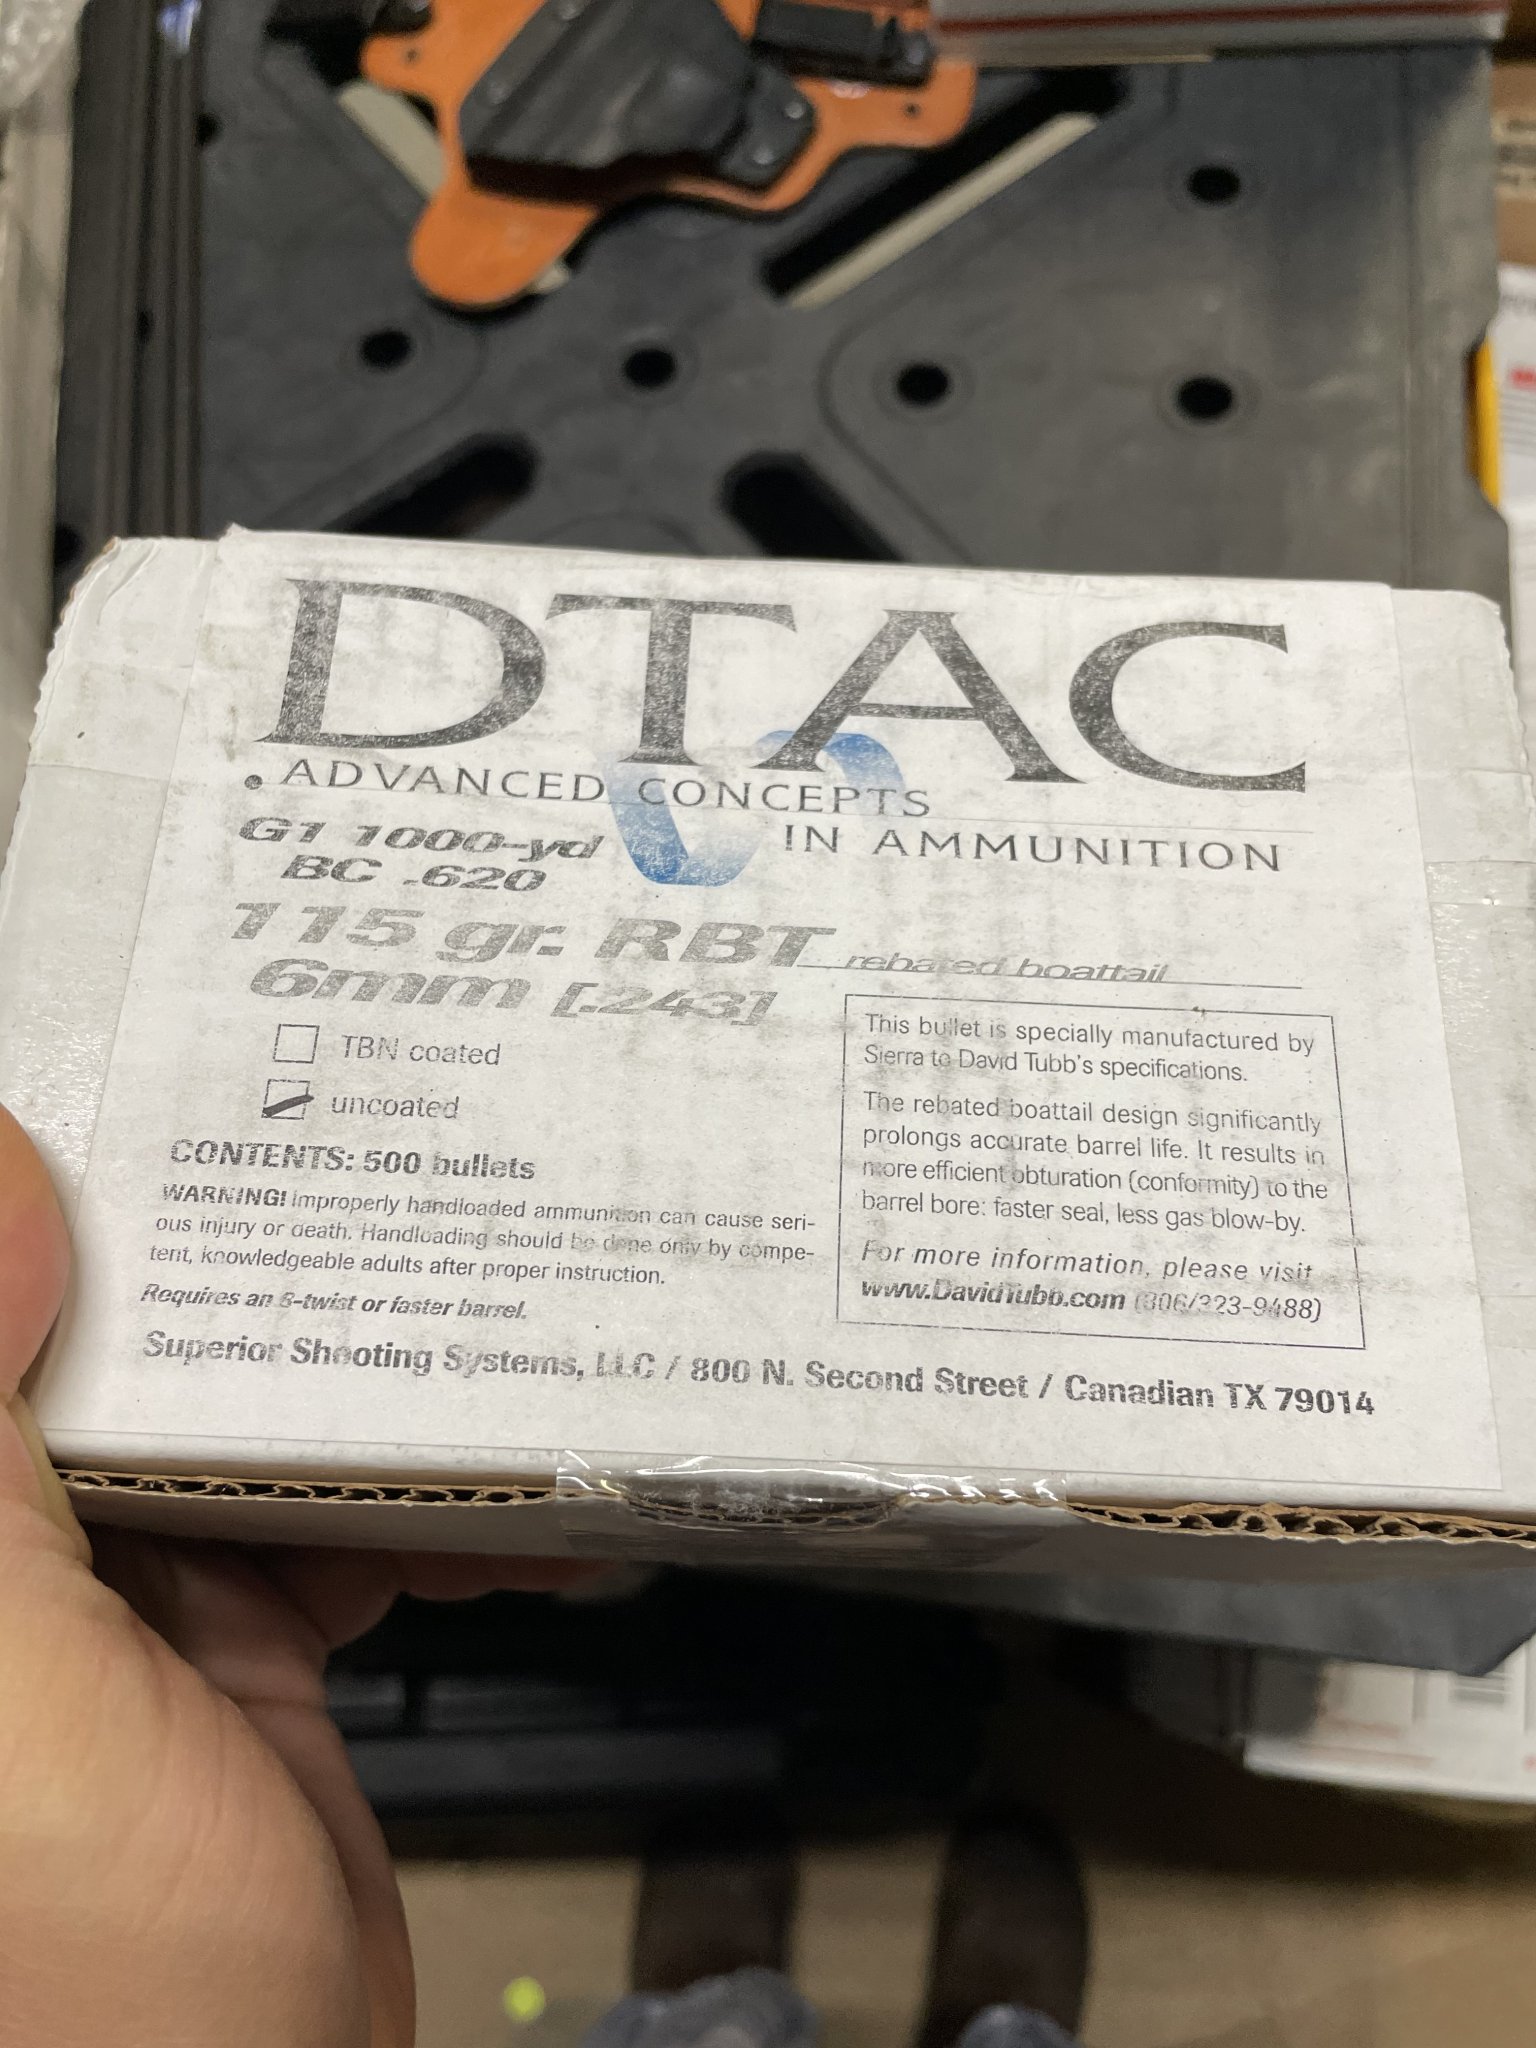 DTAC
.ADVANCED CONCEPTS
IN AMMUNITION
G1 1000-yd
BC .620
115 gr. RBT rebated boattail
6mm [.243]
TBN coated
uncoated
CONTENTS: 500 bullets
WARNING! Improperly handloaded ammunition can cause seri-
ous injury or death. Handloading should be done only by compe-
tent, knowledgeable adults after proper instruction.
Requires an 8-twist or faster barrel.
This bullet is specially manufactured by
Sierra to David Tubb's specifications.
The rebated boattail design significantly
prolongs accurate barrel life. It results in
more efficient obturation (conformity) to the
barrel bore: faster seal, less gas blow-by.
For more information, please visit
www.DavidTubb.com (806/323-9488)
Superior Shooting Systems, LLC / 800 N. Second Street / Canadian TX 79014